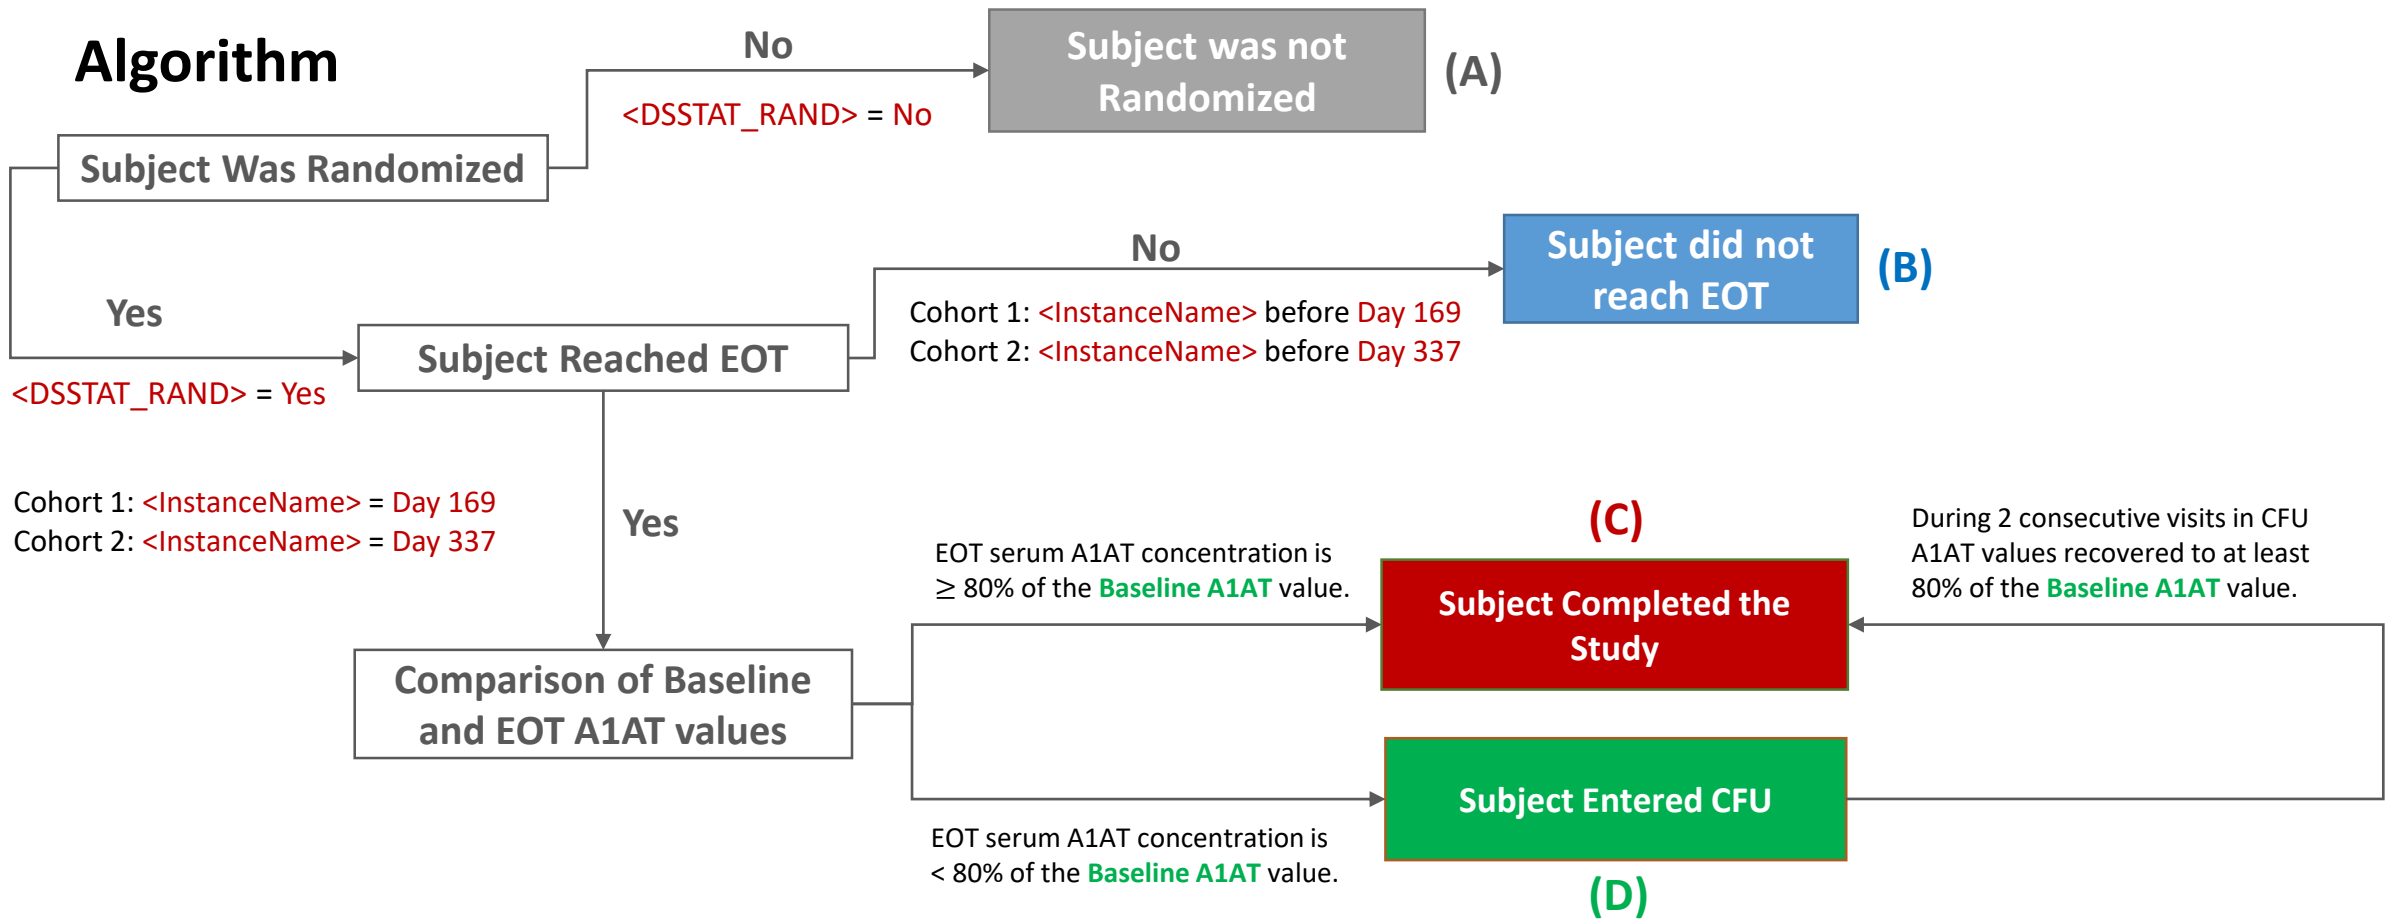 Algorithm
No
<DSSTAT_RAND> = No
Subject was not
Randomized
(A)
Subject Was Randomized
Yes
<DSSTAT_RAND> = Yes
Subject Reached EOT
No
Cohort 1: <InstanceName> before Day 169
Cohort 2: <InstanceName> before Day 337
Subject did not
reach EOT
(B)
Cohort 1: <InstanceName> = Day 169
Cohort 2: <InstanceName> = Day 337
Yes
Comparison of Baseline
and EOT A1AT values
EOT serum A1AT concentration is
≥ 80% of the Baseline A1AT value.
(C)
Subject Completed the
Study
During 2 consecutive visits in CFU
A1AT values recovered to at least
80% of the Baseline A1AT value.
EOT serum A1AT concentration is
< 80% of the Baseline A1AT value.
Subject Entered CFU
(D)